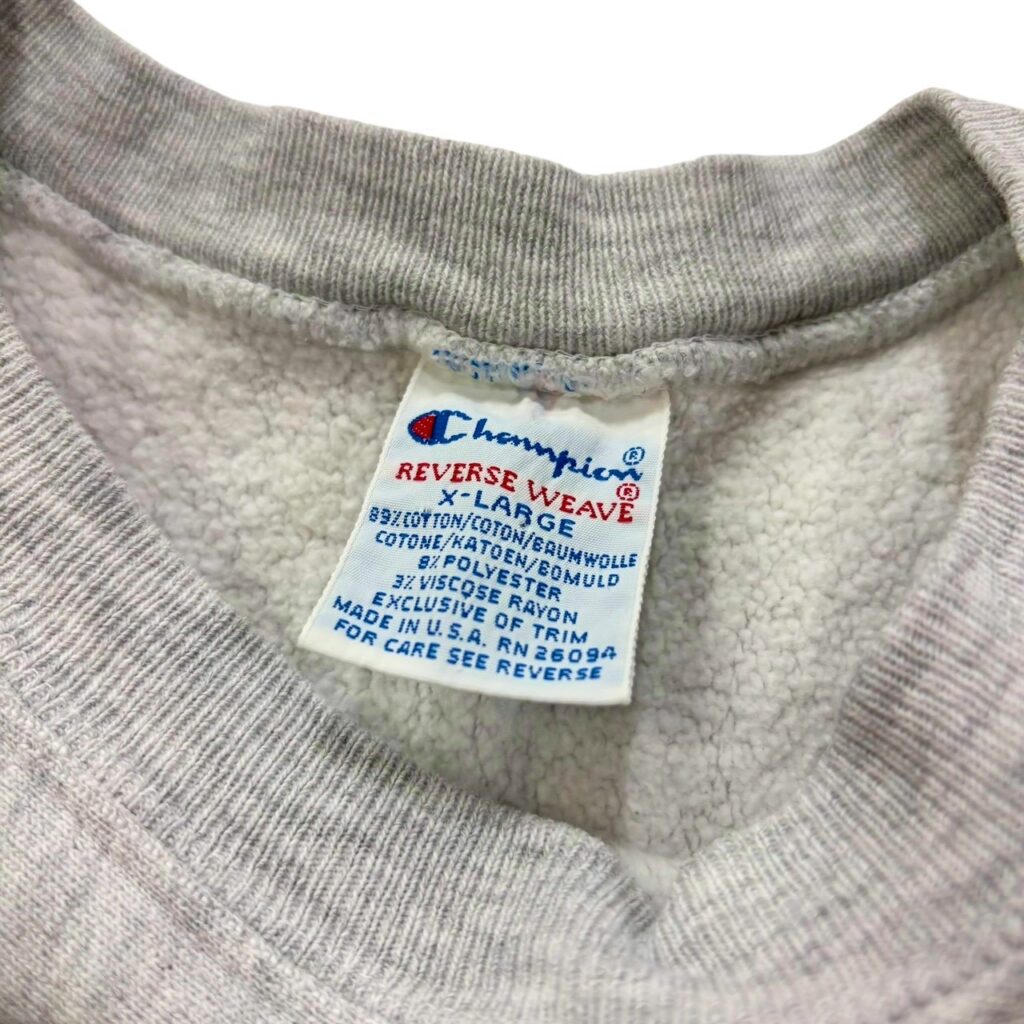 Champion®
REVERSE WEAVE®
X-LARGE
89% COTTON/COTON/BAUMWOLLE
COTONE/KATOEN/BOMULD
8% POLYESTER
3% VISCOSE RAYON
EXCLUSIVE OF TRIM
MADE IN U.S.A. RN 26094
FOR CARE SEE REVERSE